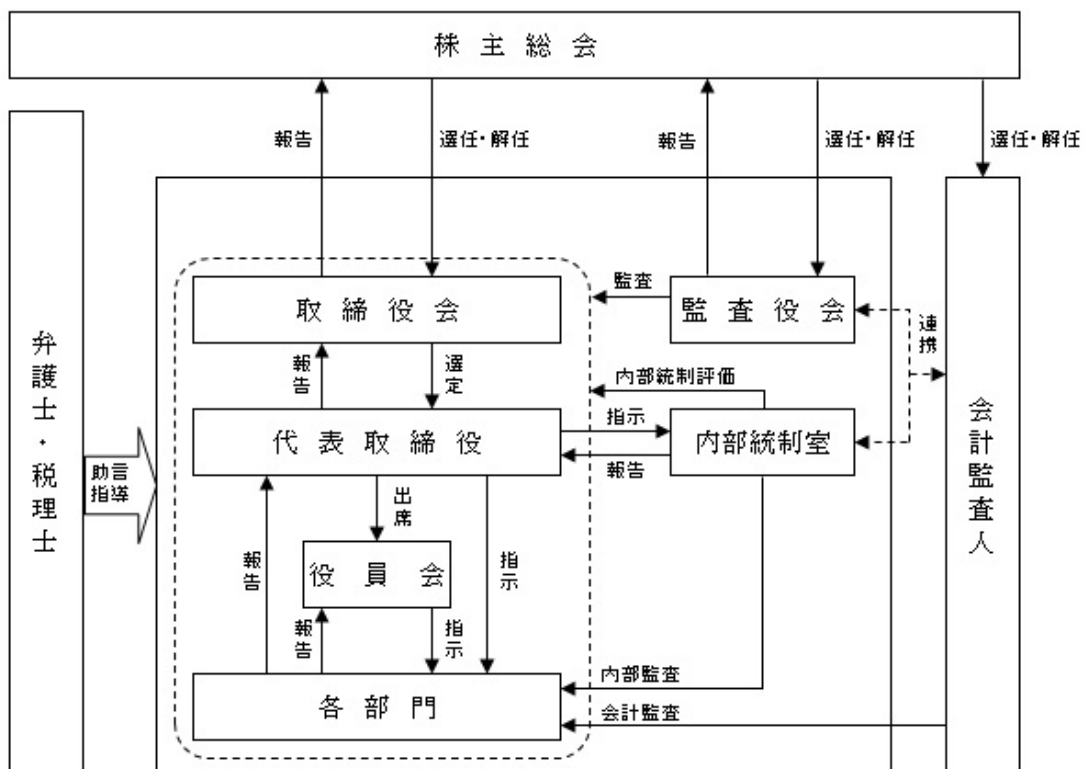 株主総会
報告
選任・解任
報告
選任・解任
選任・解任
弁護士・税理士
助言
指導
取締役会
監査
監査役会
連携
報告
選定
内部統制評価
代表取締役
指示
報告
内部統制室
会計監査人
出席
報告
役員会
指示
報告
指示
内部監査
各部門
会計監査